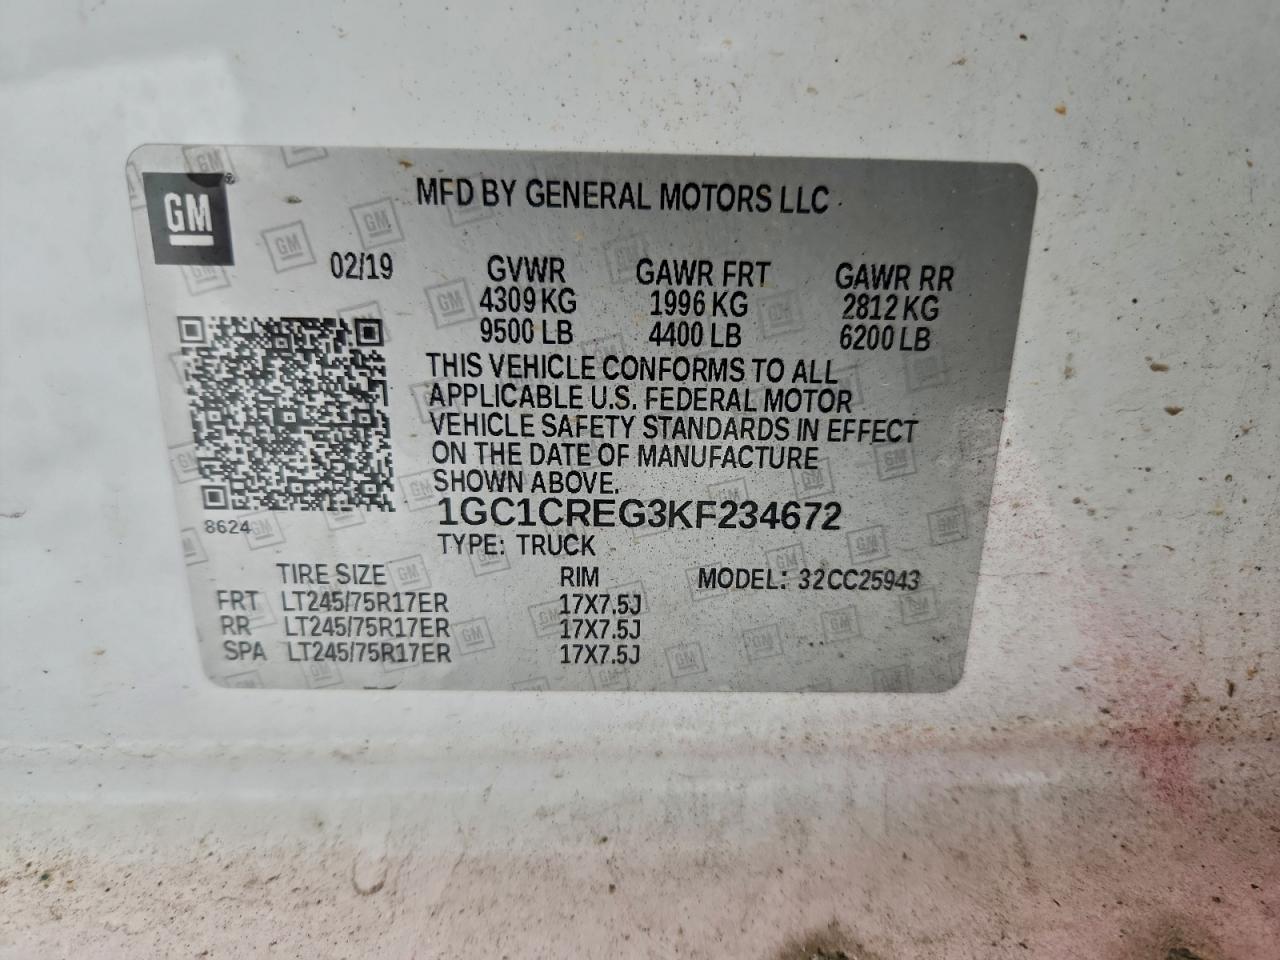 GM®
MFD BY GENERAL MOTORS LLC
02/19 GVWR GAWR FRT GAWR RR
4309 KG 1996 KG 2812 KG
9500 LB 4400 LB 6200 LB
THIS VEHICLE CONFORMS TO ALL
APPLICABLE U.S. FEDERAL MOTOR
VEHICLE SAFETY STANDARDS IN EFFECT
ON THE DATE OF MANUFACTURE
SHOWN ABOVE.
1GC1CREG3KF234672
8624
TYPE: TRUCK
TIRE SIZE RIM MODEL: 32CC25943
FRT LT245/75R17ER 17X7.5J
RR LT245/75R17ER 17X7.5J
SPA LT245/75R17ER 17X7.5J